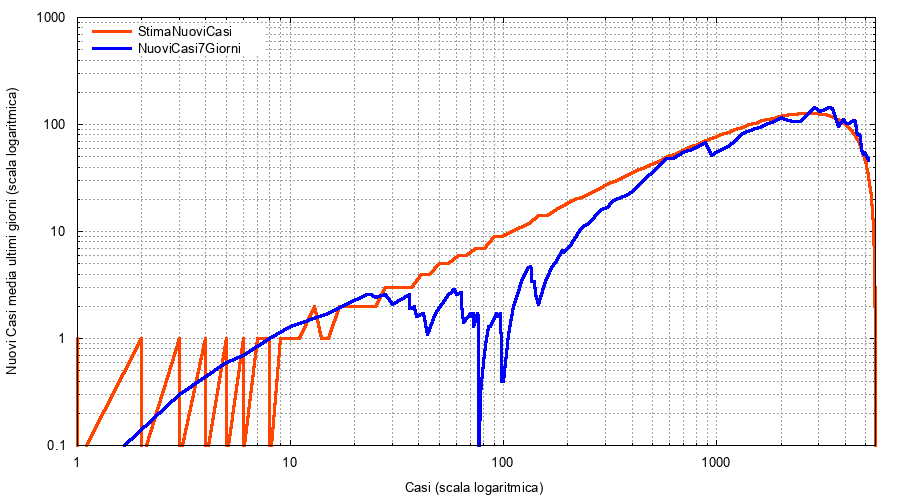 1000
100
10
1
0.1
StimaNuoviCasi
NuoviCasi7Giorni
Nuovi Casi media ultimi giorni (scala logaritmica)
1 10 100 1000
Casi (scala logaritmica)